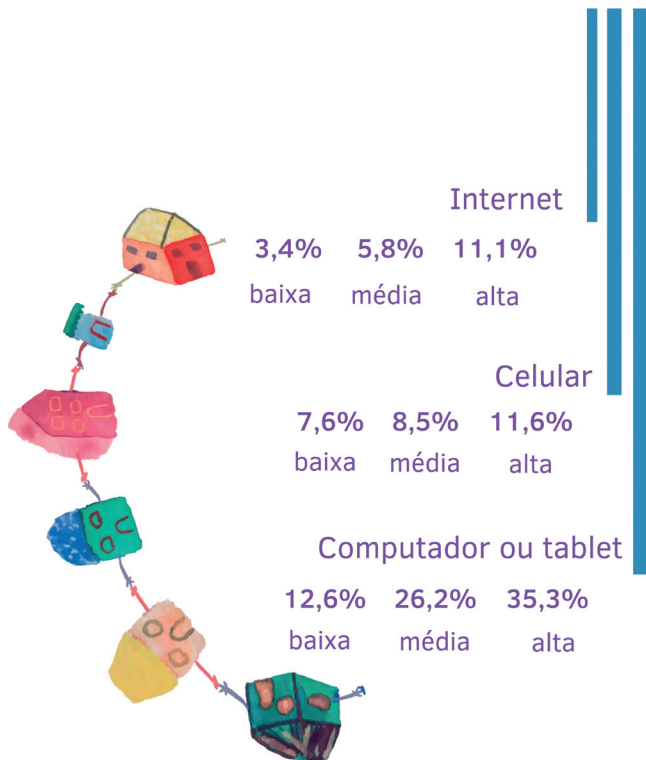 Internet
3,4% 5,8% 11,1%
baixa média alta
Celular
7,6% 8,5% 11,6%
baixa média alta
Computador ou tablet
12,6% 26,2% 35,3%
baixa média alta